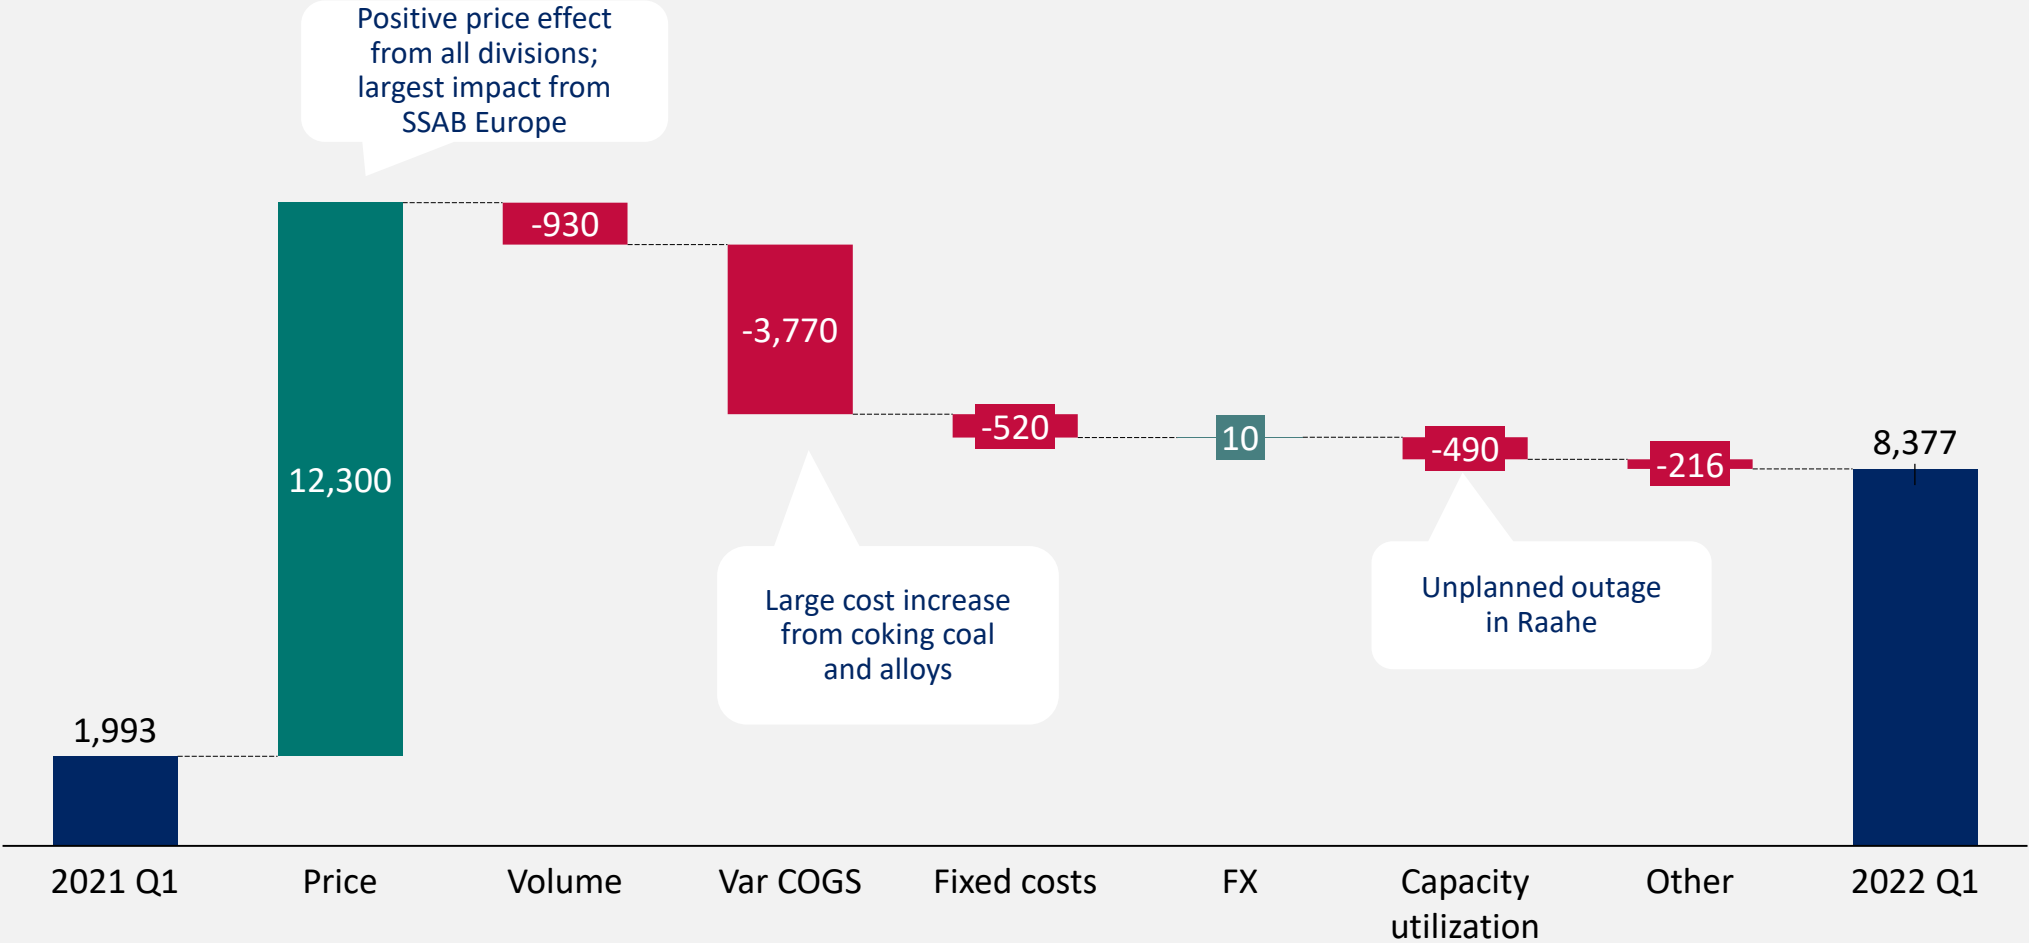 Positive price effect
from all divisions;
largest impact from
SSAB Europe
-930
-3,770
12,300
-520
10
-490
-216
8,377
Large cost increase
from coking coal
and alloys
Unplanned outage
in Raahe
1,993
2021 Q1
Price
Volume
Var COGS
Fixed costs
FX
Capacity
utilization
Other
2022 Q1